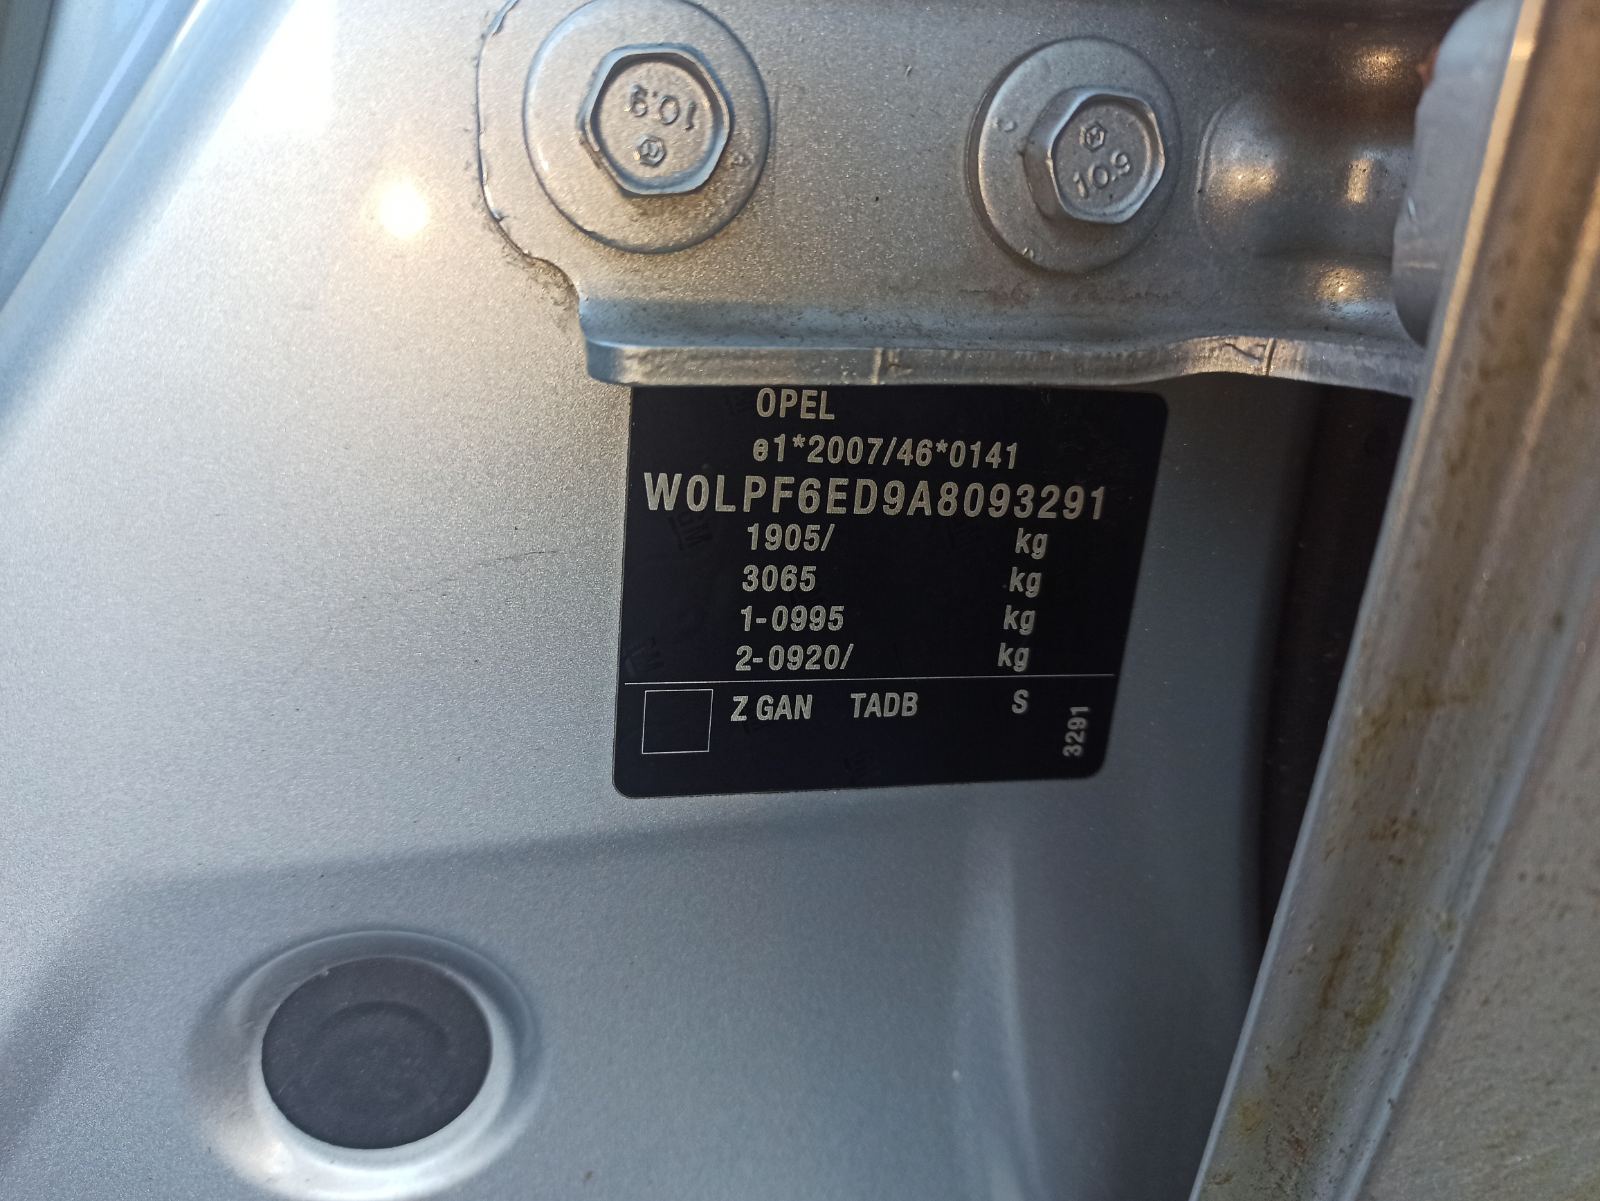 10.9
10.9
OPEL
e1*2007/46*0141
W0LPF6ED9A8093291
1905/ kg
3065 kg
1-0995 kg
2-0920/ kg
Z GAN TADB S
3291